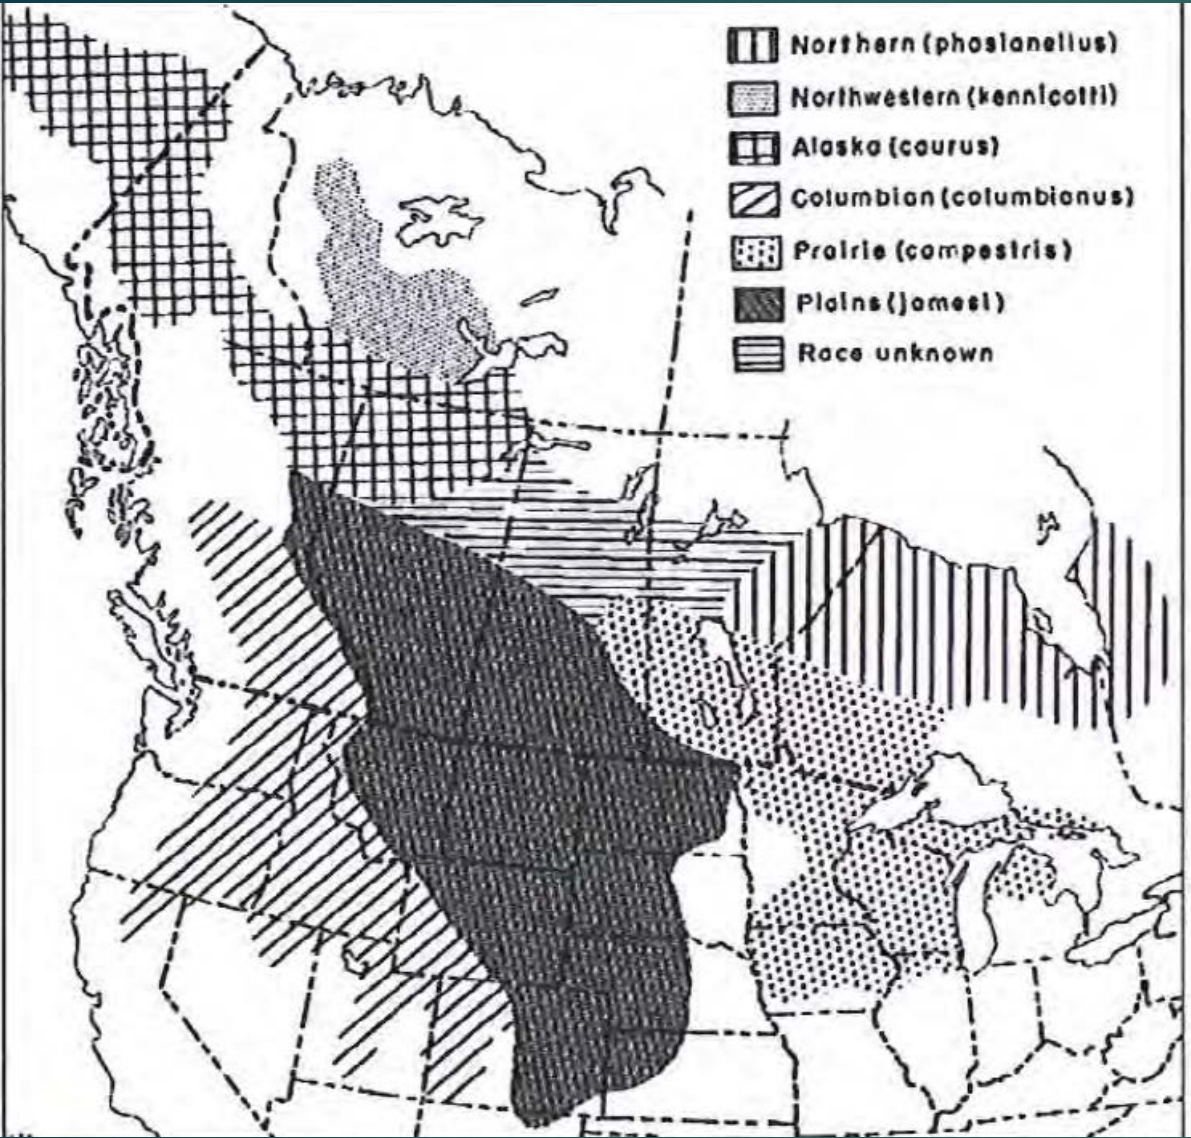 Northern (phasianellus)
Northwestern (kennicotti)
Alaska (caurus)
Columbian (columbianus)
Prairie (campestris)
Plains (jamesi)
Race unknown